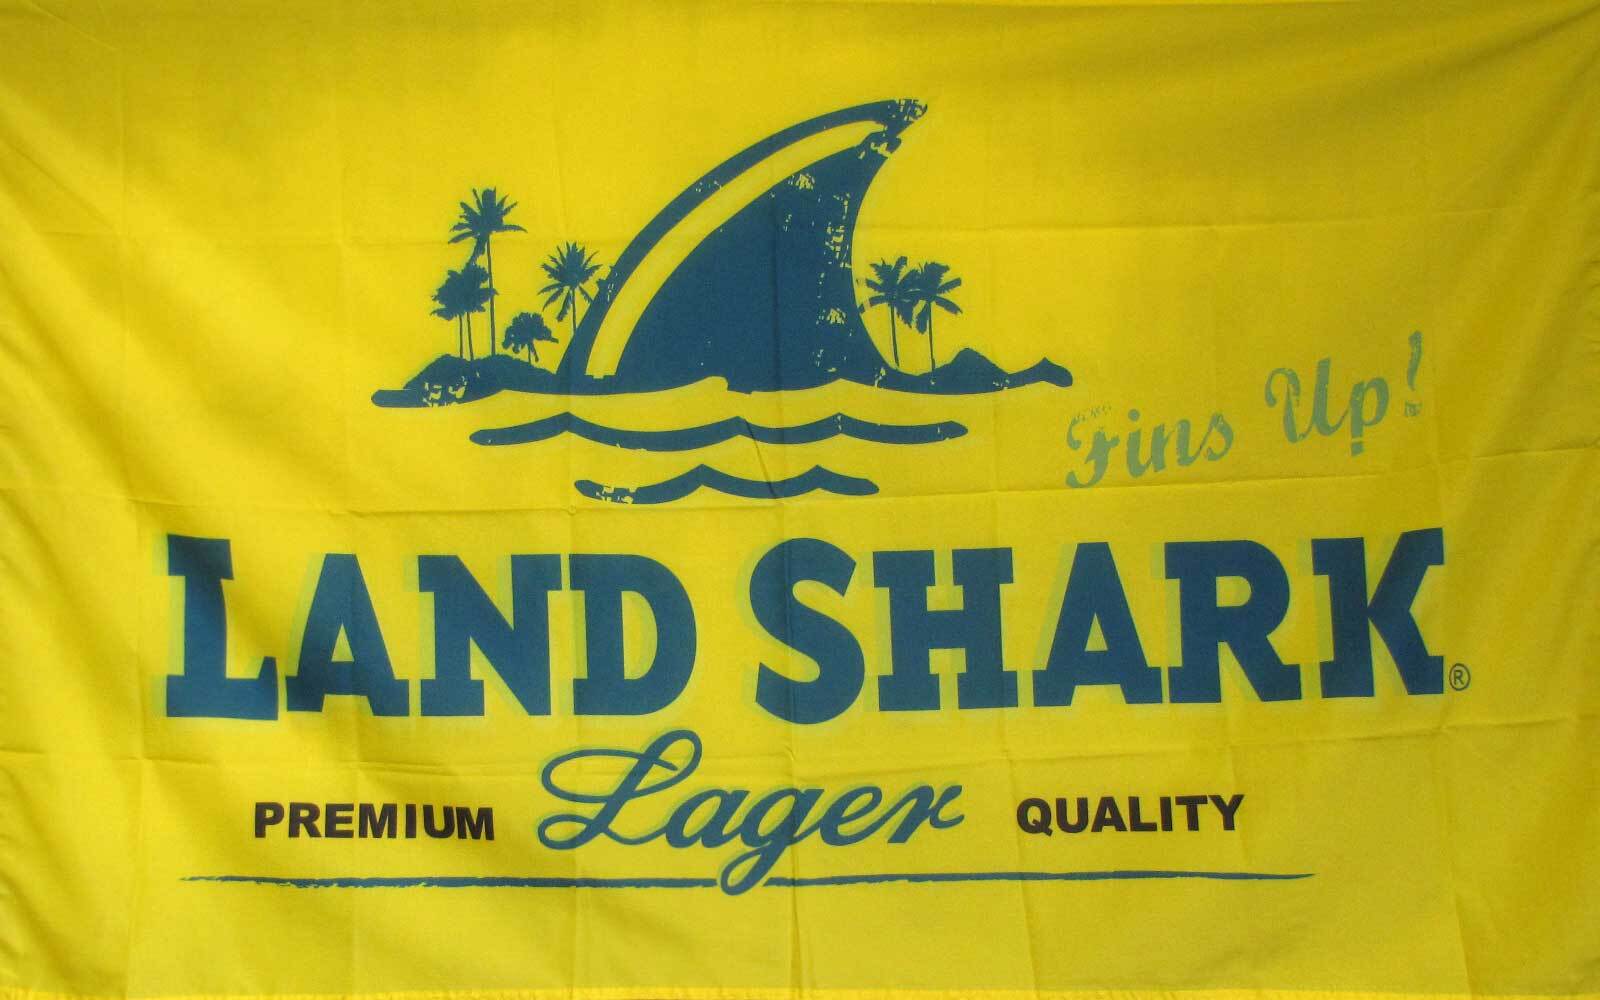 Fins Up!
LAND SHARK®
PREMIUM Lager QUALITY